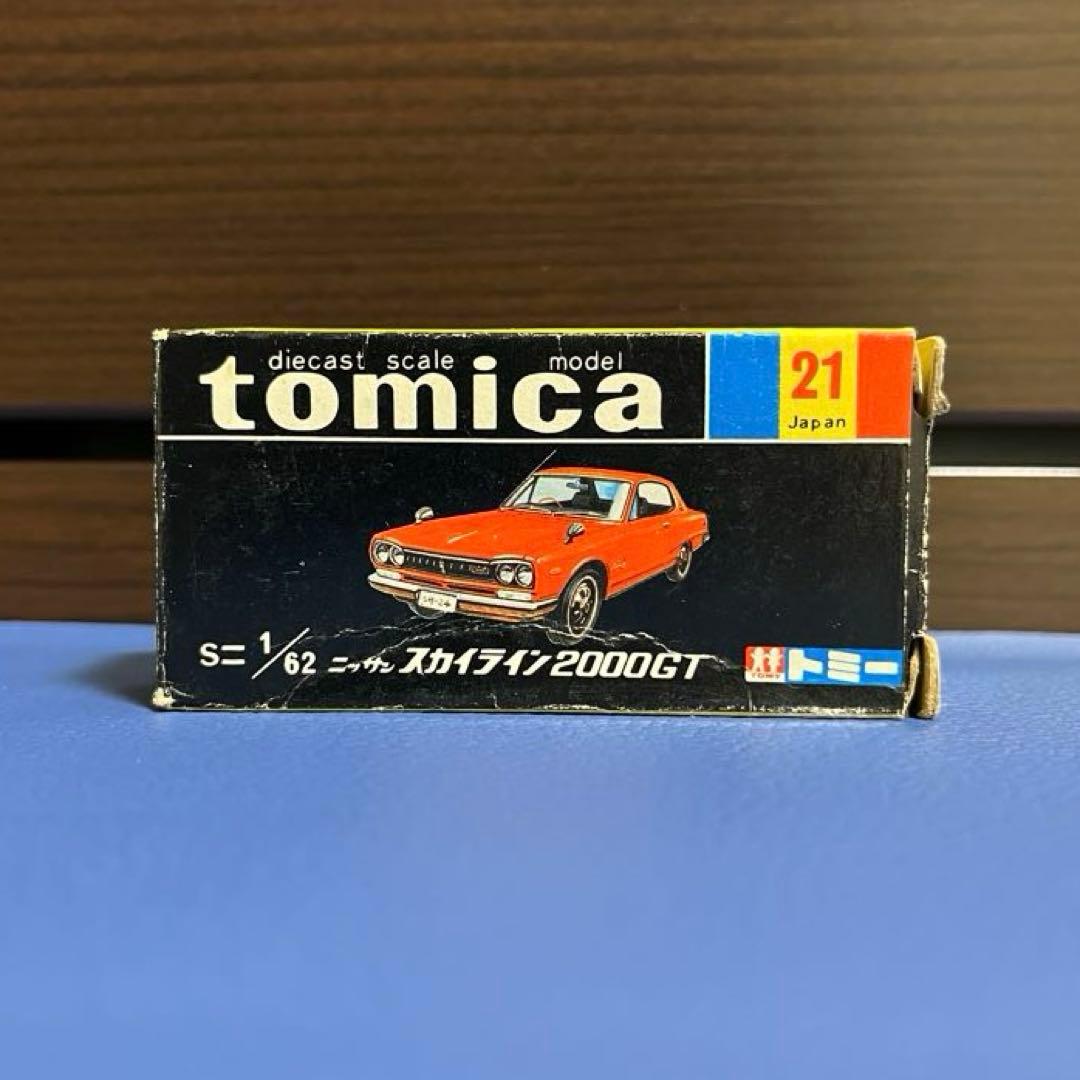 diecast scale model
tomica
21
Japan
S=1/62 ニッサン スカイライン2000GT
TOMY
トミー